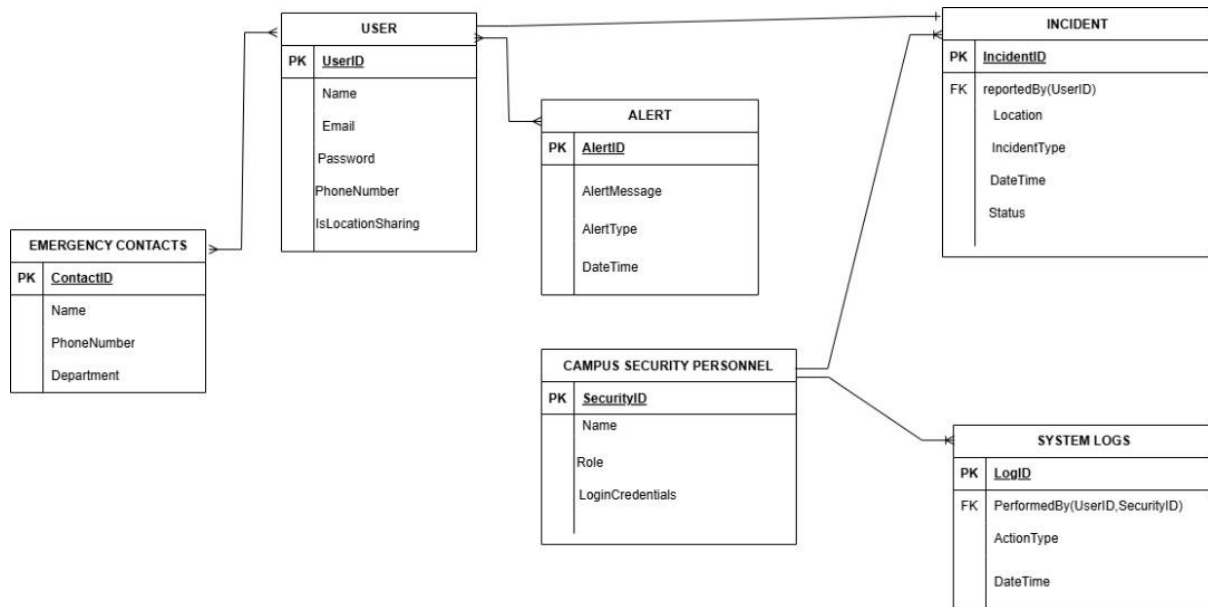 USER
PK UserID
Name
Email
Password
PhoneNumber
IsLocationSharing
INCIDENT
PK IncidentID
FK reportedBy(UserID)
Location
IncidentType
DateTime
Status
ALERT
PK AlertID
AlertMessage
AlertType
DateTime
EMERGENCY CONTACTS
PK ContactID
Name
PhoneNumber
Department
CAMPUS SECURITY PERSONNEL
PK SecurityID
Name
Role
LoginCredentials
SYSTEM LOGS
PK LogID
FK PerformedBy(UserID,SecurityID)
ActionType
DateTime